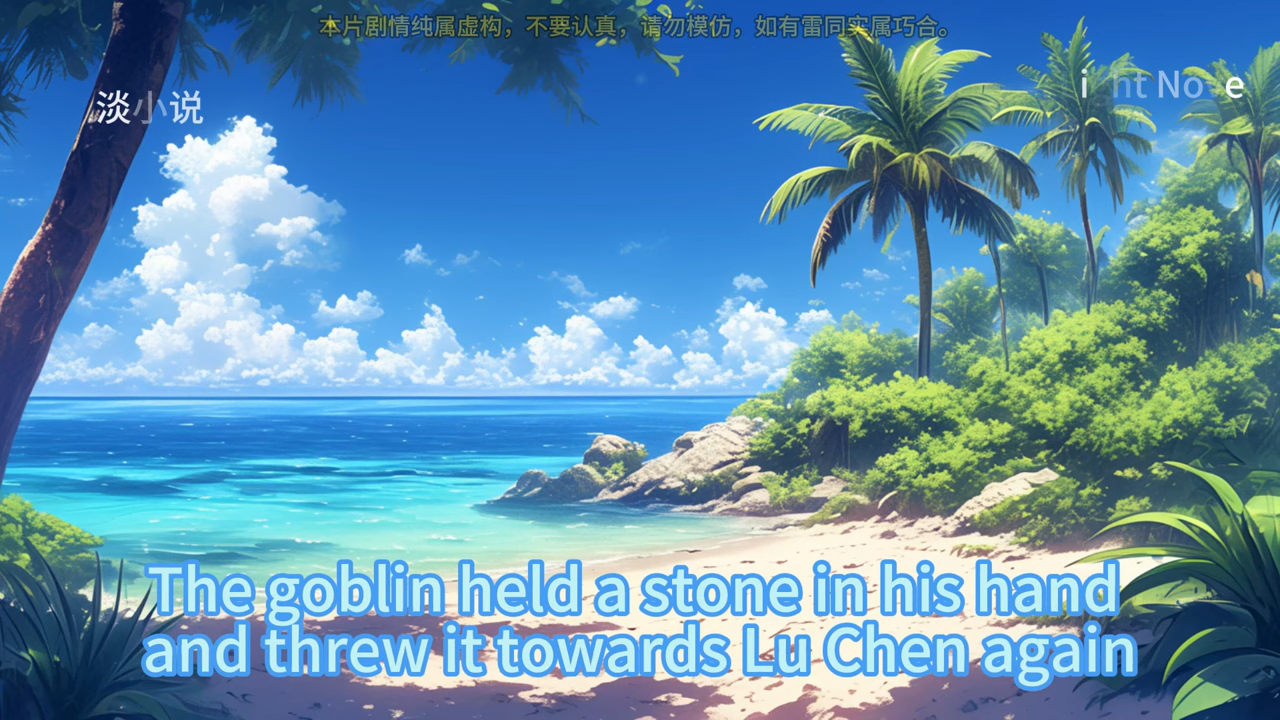 本片剧情纯属虚构，不要认真，请勿模仿，如有雷同实属巧合。
淡小说
ight No e
The goblin held a stone in his hand
and threw it towards Lu Chen again